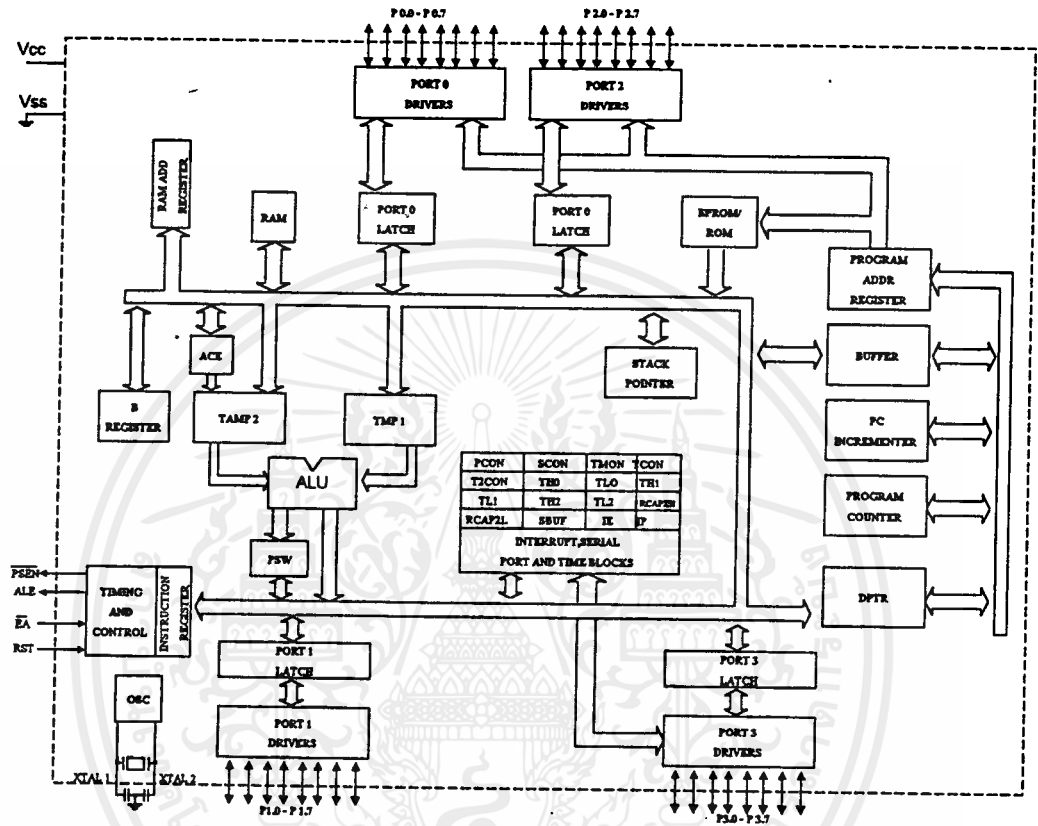 P0.0 - P0.7
P2.0 - P2.7
Vcc
Vss
PORT 0
DRIVERS
PORT 2
DRIVERS
RAM ADD
REGISTER
RAM
PORT 0
LATCH
PORT 0
LATCH
EPROM/
ROM
PROGRAM
ADDR
REGISTER
ACE
STACK
POINTER
BUFFER
B
REGISTER
TAMP 2
TMP 1
PC
INCREMENTER
ALU
PCON SCON TMON TCON
T2CON TH0 TL0 TH1
TL1 TH2 TL2 RCAP2H
RCAP2L SBUF IE IP
INTERRUPT,SERIAL
PORT AND TIME BLOCKS
PROGRAM
COUNTER
PSW
PSEN
ALE
EA
RST
TIMING
AND
CONTROL
INSTRUCTION
REGISTER
DPTR
PORT 1
LATCH
PORT 3
LATCH
OSC
PORT 1
DRIVERS
PORT 3
DRIVERS
XTAL 1
XTAL 2
P1.0 - P1.7
P3.0 - P3.7